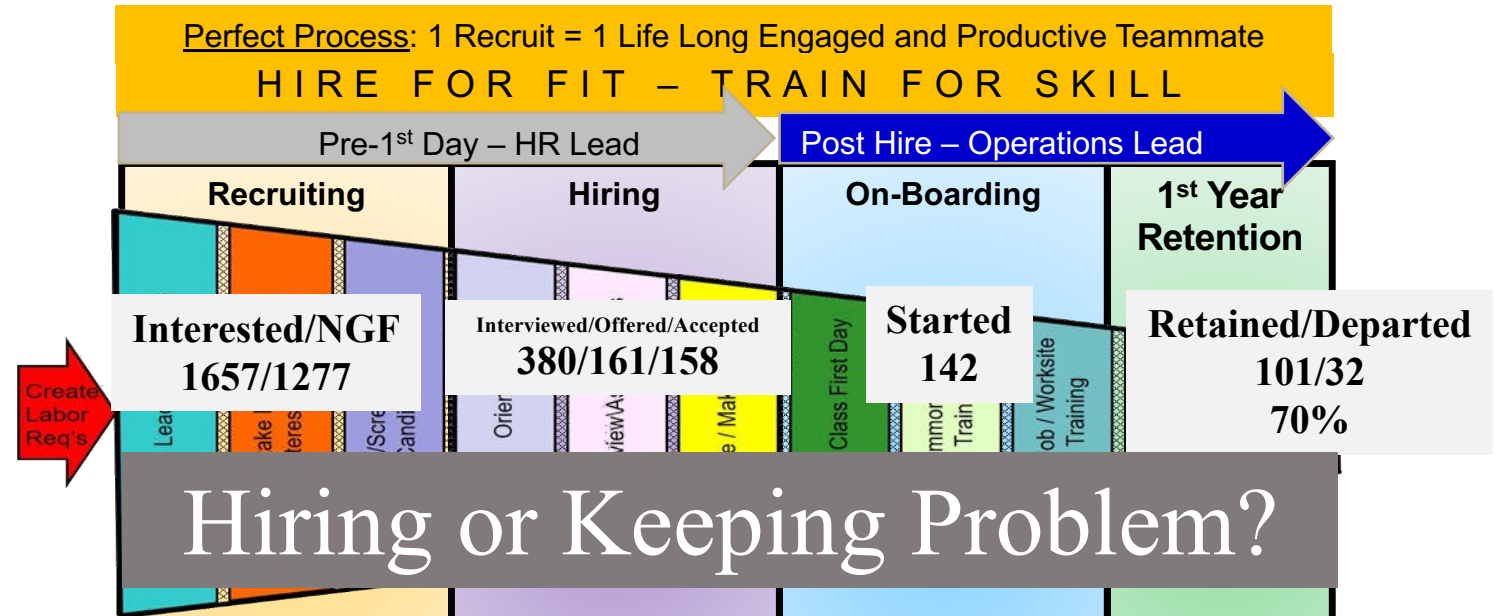 Perfect Process: 1 Recruit = 1 Life Long Engaged and Productive Teammate
HIRE FOR FIT – TRAIN FOR SKILL
Pre-1st Day – HR Lead
Post Hire – Operations Lead
Recruiting
Hiring
On-Boarding
1st Year
Retention
Create
Labor
Req's
Interested/NGF
1657/1277
Interviewed/Offered/Accepted
380/161/158
Started
142
Retained/Departed
101/32
70%
Lead
Class First Day
Train
Worksite
Training
Hiring or Keeping Problem?